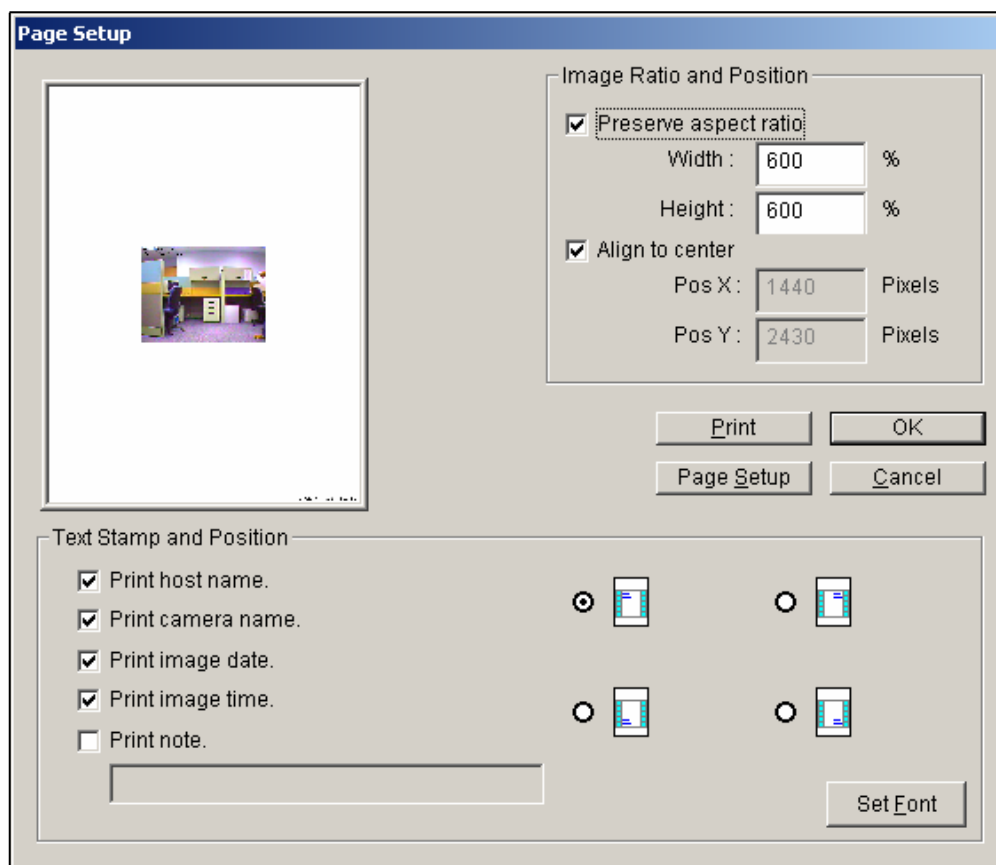 Page Setup
Image Ratio and Position
Preserve aspect ratio
Width : 600 %
Height : 600 %
Align to center
Pos X : 1440 Pixels
Pos Y : 2430 Pixels
Print OK
Page Setup Cancel
Text Stamp and Position
Print host name.
Print camera name.
Print image date.
Print image time.
Print note.
Set Font